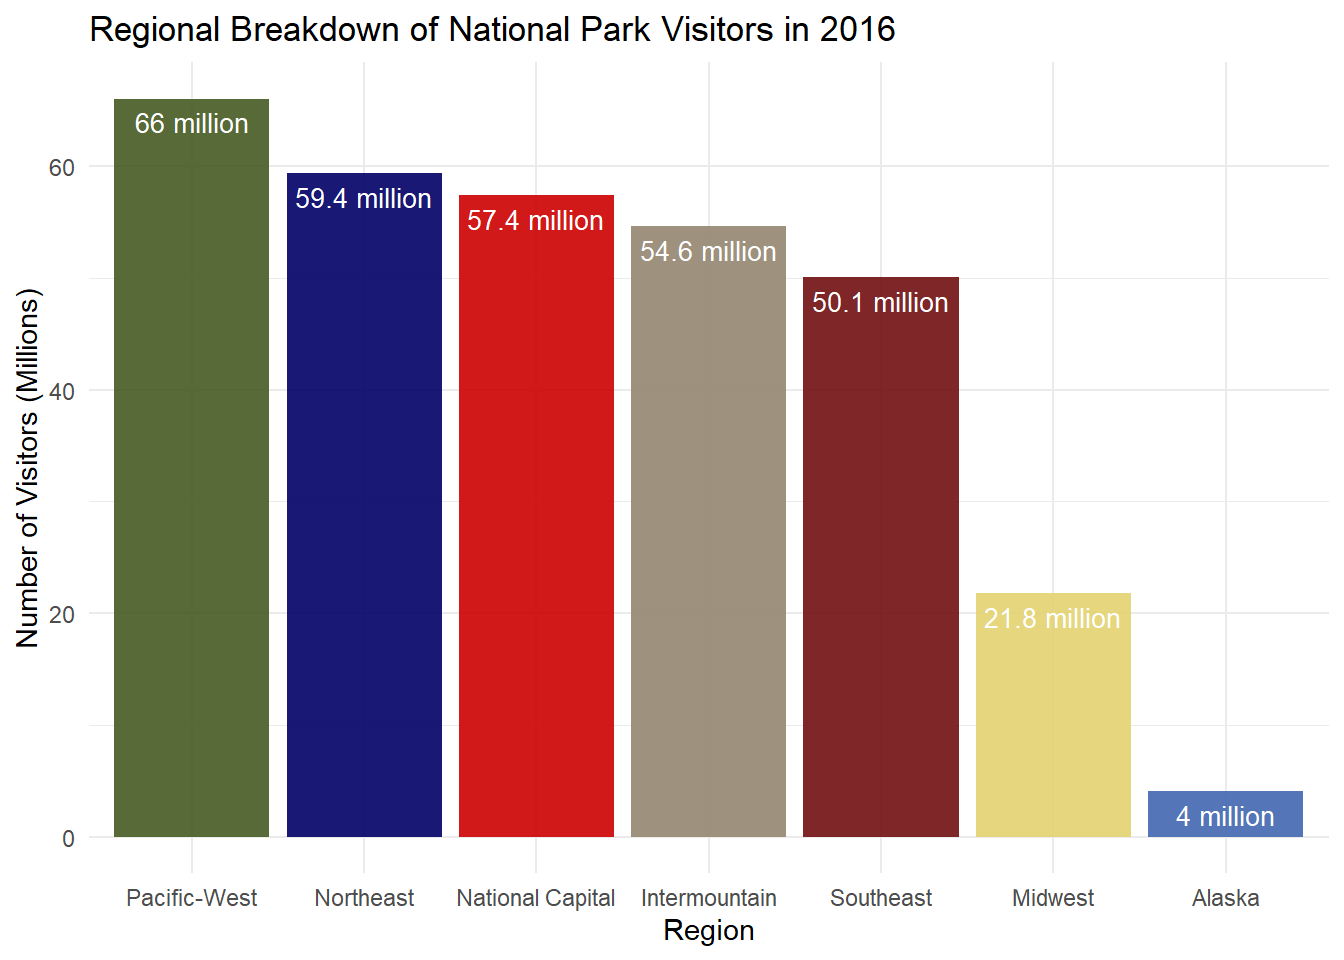 Regional Breakdown of National Park Visitors in 2016
Number of Visitors (Millions)
60
40
20
0
66 million
59.4 million
57.4 million
54.6 million
50.1 million
21.8 million
4 million
Pacific-West
Northeast
National Capital
Intermountain
Southeast
Midwest
Alaska
Region